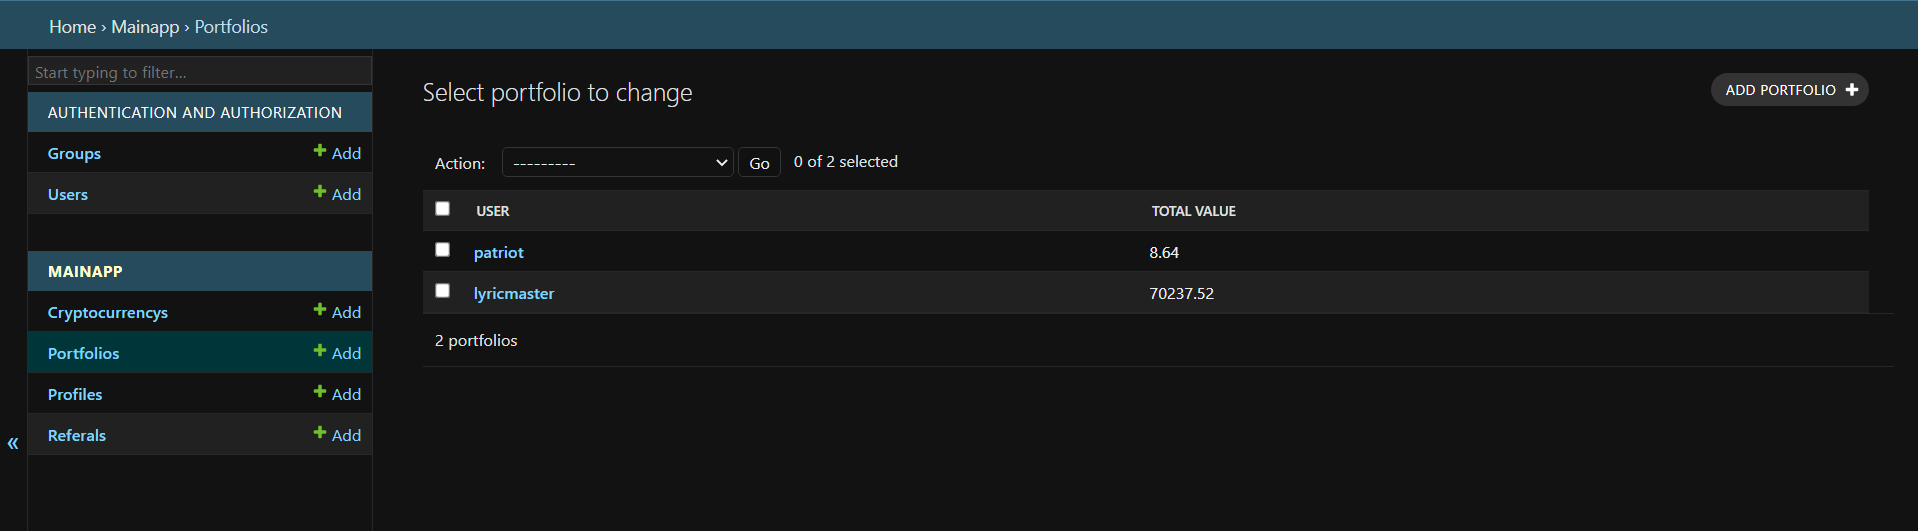 Home › Mainapp › Portfolios
Start typing to filter...
AUTHENTICATION AND AUTHORIZATION
Groups Add
Users Add
MAINAPP
Cryptocurrencys Add
Portfolios Add
Profiles Add
Referals Add
«
Select portfolio to change
ADD PORTFOLIO
Action: --------- Go 0 of 2 selected
USER TOTAL VALUE
patriot 8.64
lyricmaster 70237.52
2 portfolios